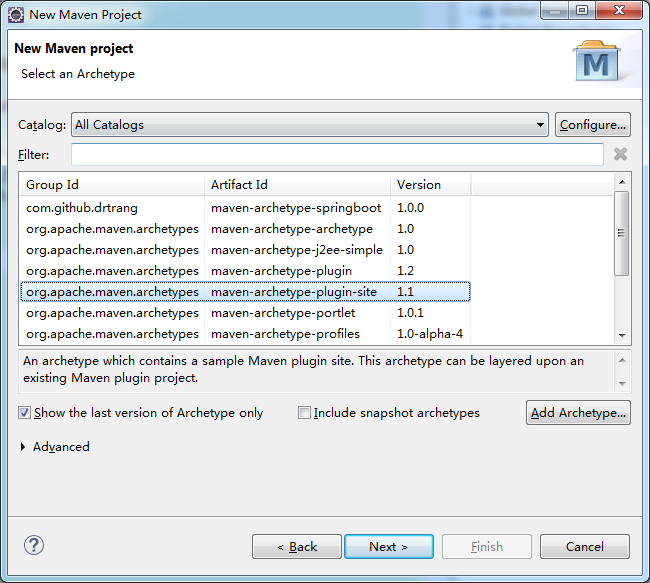 New Maven Project
New Maven project
Select an Archetype
M
Catalog: All Catalogs Configure...
Filter:
Group Id Artifact Id Version
com.github.drtrang maven-archetype-springboot 1.0.0
org.apache.maven.archetypes maven-archetype-archetype 1.0
org.apache.maven.archetypes maven-archetype-j2ee-simple 1.0
org.apache.maven.archetypes maven-archetype-plugin 1.2
org.apache.maven.archetypes maven-archetype-plugin-site 1.1
org.apache.maven.archetypes maven-archetype-portlet 1.0.1
org.apache.maven.archetypes maven-archetype-profiles 1.0-alpha-4
An archetype which contains a sample Maven plugin site. This archetype can be layered upon an
existing Maven plugin project.
Show the last version of Archetype only Include snapshot archetypes Add Archetype...
Advanced
? < Back Next > Finish Cancel